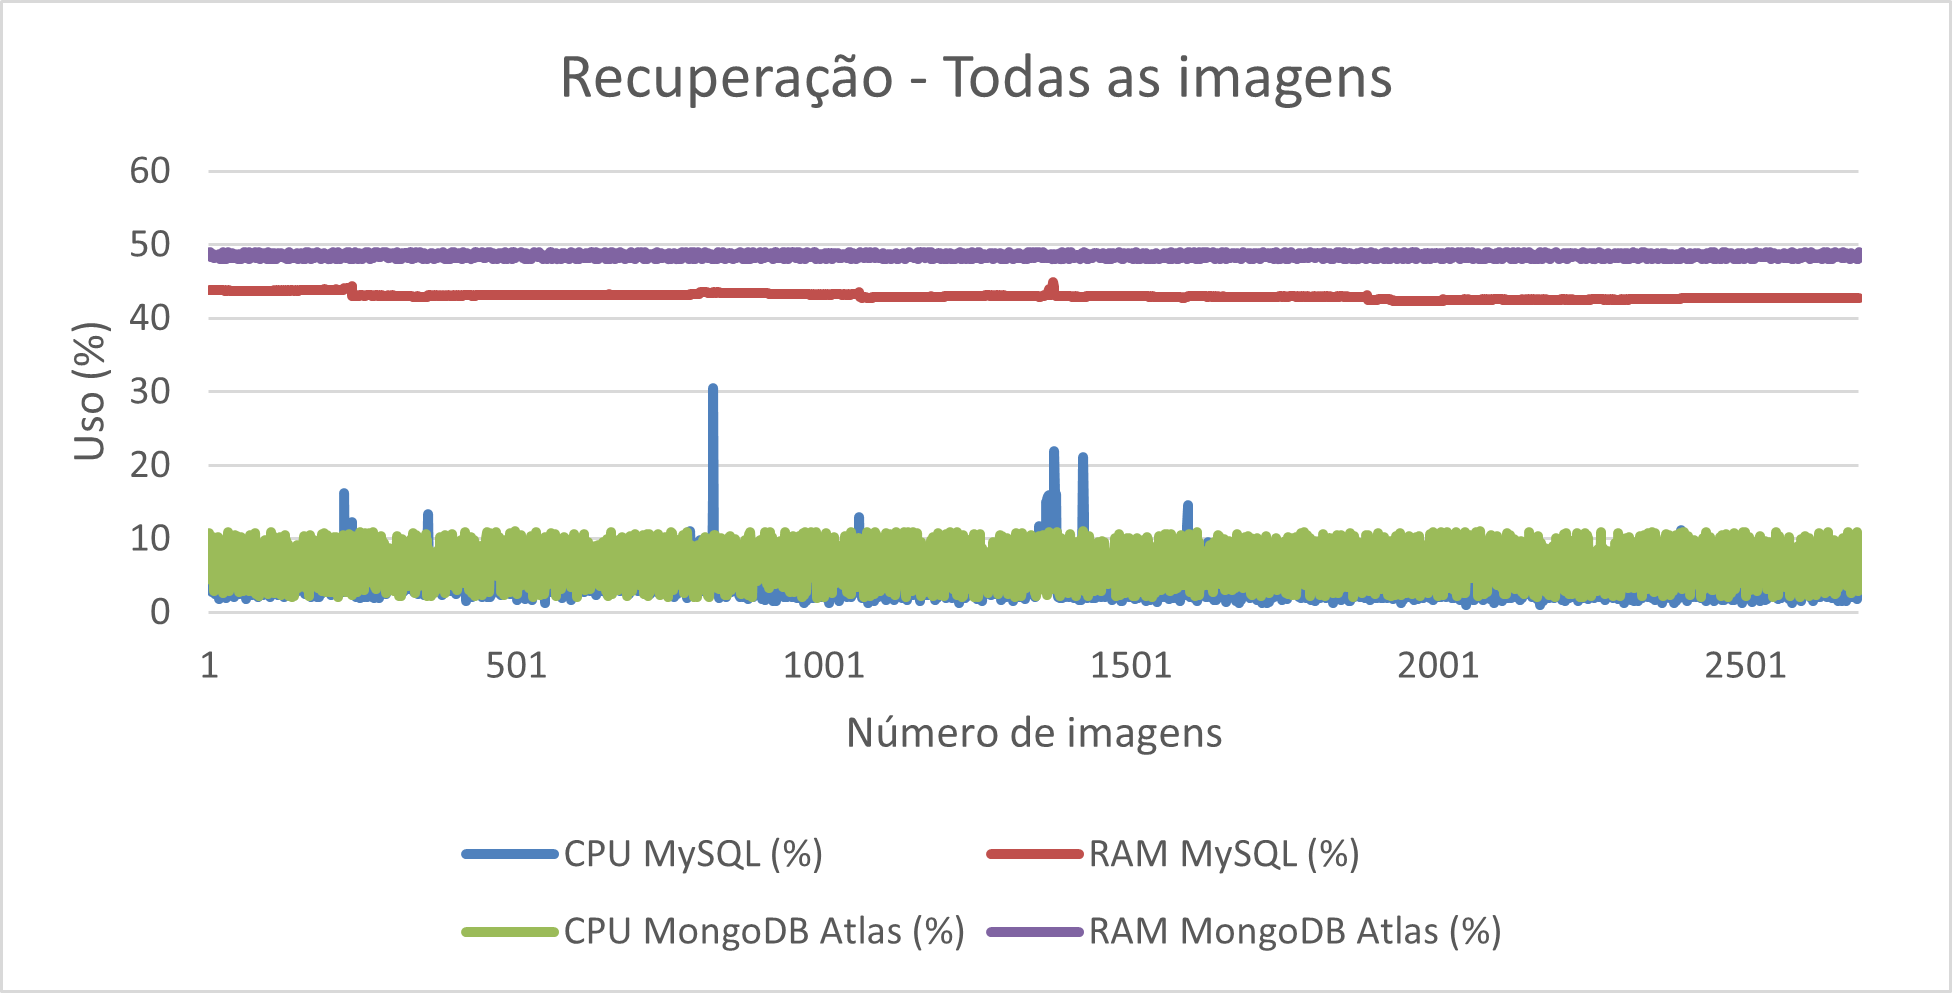 Recuperação - Todas as imagens
60
50
40
30
20
10
0
Uso (%)
1 501 1001 1501 2001 2501
Número de imagens
CPU MySQL (%) RAM MySQL (%)
CPU MongoDB Atlas (%) RAM MongoDB Atlas (%)